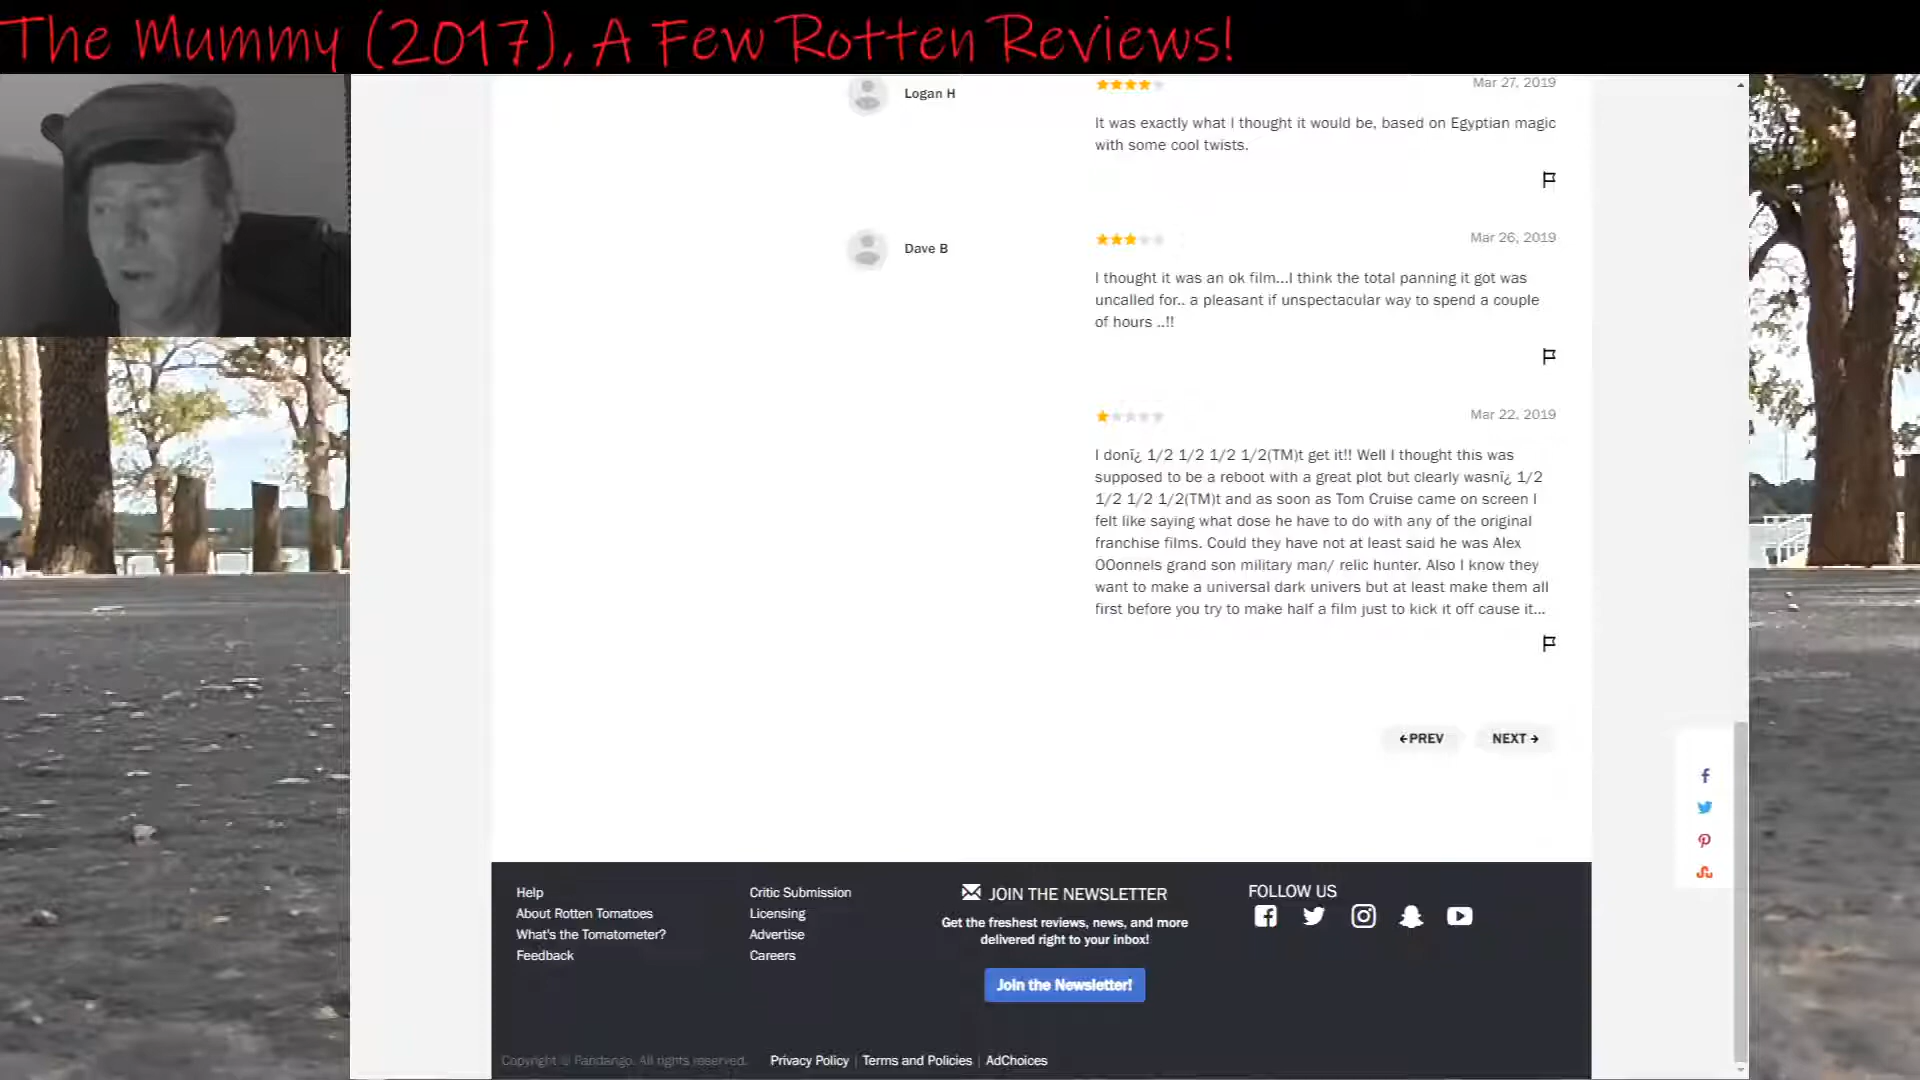 The Mummy (2017), A Few Rotten Reviews!
Logan H
Mar 27, 2019
It was exactly what I thought it would be, based on Egyptian magic
with some cool twists.
Dave B
Mar 26, 2019
I thought it was an ok film...I think the total panning it got was
uncalled for.. a pleasant if unspectacular way to spend a couple
of hours ..!!
Mar 22, 2019
I donï¿ 1/2 1/2 1/2 1/2(TM)t get it!! Well I thought this was
supposed to be a reboot with a great plot but clearly wasnï¿ 1/2
1/2 1/2 1/2(TM)t and as soon as Tom Cruise came on screen I
felt like saying what dose he have to do with any of the original
franchise films. Could they have not at least said he was Alex
OOonnels grand son military man/ relic hunter. Also I know they
want to make a universal dark univers but at least make them all
first before you try to make half a film just to kick it off cause it...
←PREV
NEXT→
Help
About Rotten Tomatoes
What's the Tomatometer?
Feedback
Critic Submission
Licensing
Advertise
Careers
JOIN THE NEWSLETTER
Get the freshest reviews, news, and more
delivered right to your inbox!
Join the Newsletter!
FOLLOW US
Copyright © Fandango. All rights reserved.
Privacy Policy | Terms and Policies | AdChoices